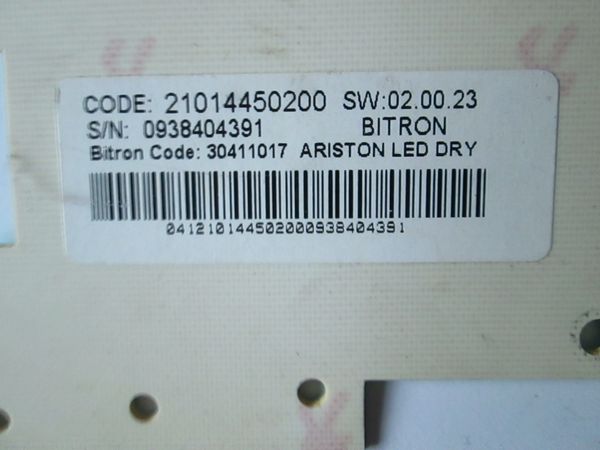 CODE: 21014450200 SW:02.00.23
S/N: 0938404391 BITRON
Bitron Code: 30411017 ARISTON LED DRY
041210144502000938404391